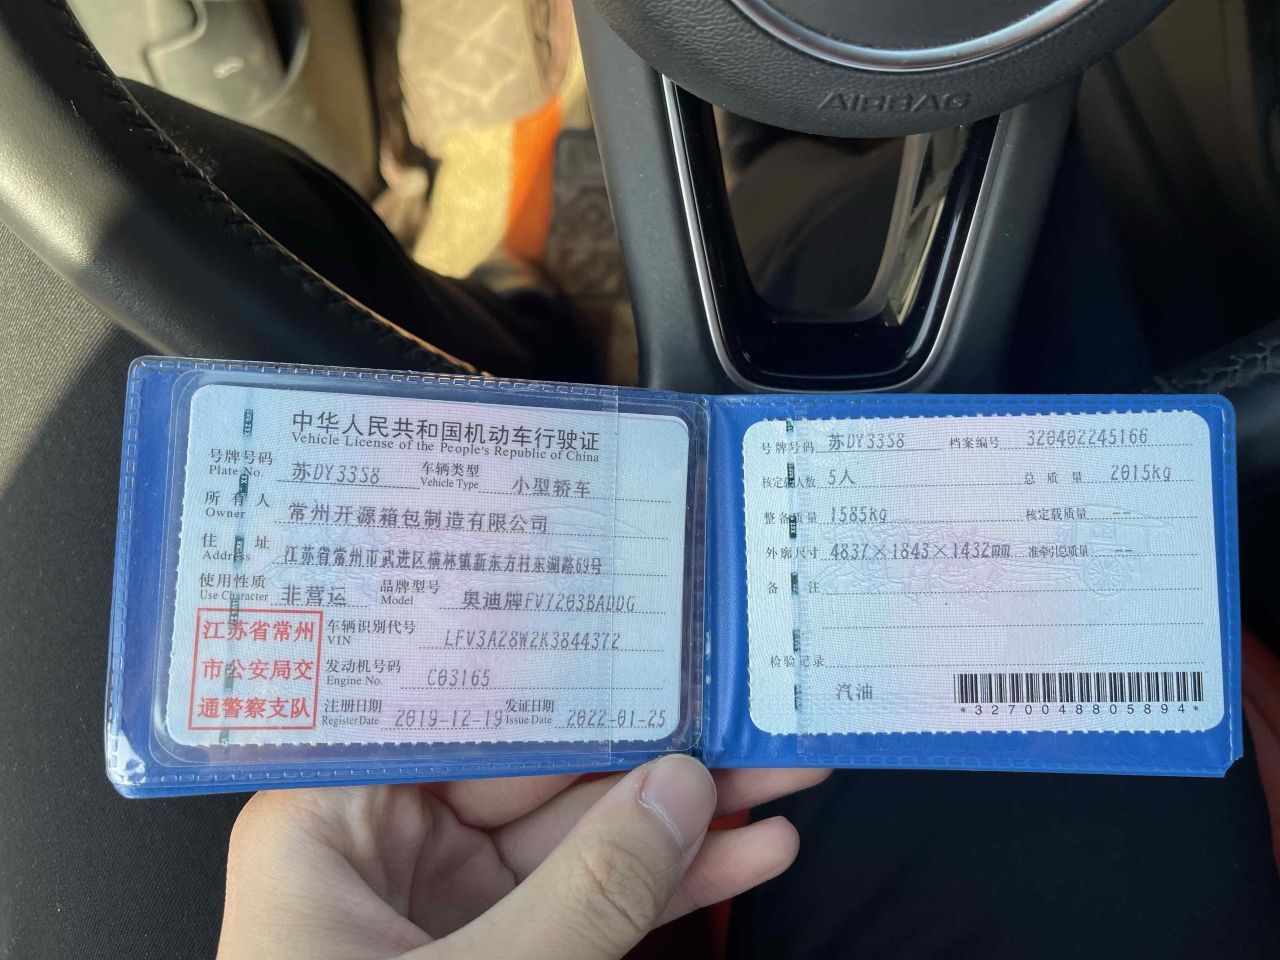 AIRBAG
中华人民共和国机动车行驶证
Vehicle License of the People's Republic of China
号牌号码 苏DY33S8 车辆类型 小型轿车
Plate No. Vehicle Type
所有人 常州开源箱包制造有限公司
Owner
住址 江苏省常州市武进区横林镇新东方村东湖路69号
Address
使用性质 非营运 品牌型号 奥迪牌FV7203BADDG
Use Character Model
江苏省常州
市公安局交
通警察支队
车辆识别代号 LFV3A28W2K3844372
VIN
发动机号码 C03165
Engine No.
注册日期 2019-12-19 发证日期 2022-01-25
Register Date Issue Date
号牌号码 苏DY33S8 档案编号 320402245166
核定载人数 5人 总质量 2015kg
整备质量 1585kg 核定载质量 --
外廓尺寸 4837×1843×1432mm 准牵引总质量 --
备注
检验记录
汽油
*3270048805894*